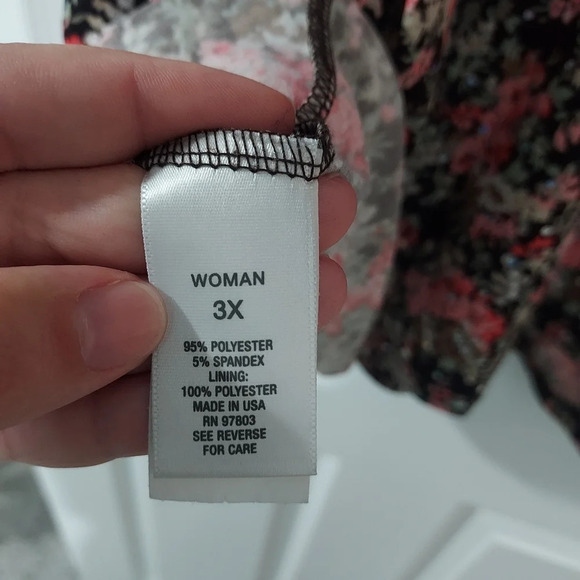 WOMAN
3X
95% POLYESTER
5% SPANDEX
LINING:
100% POLYESTER
MADE IN USA
RN 97803
SEE REVERSE
FOR CARE